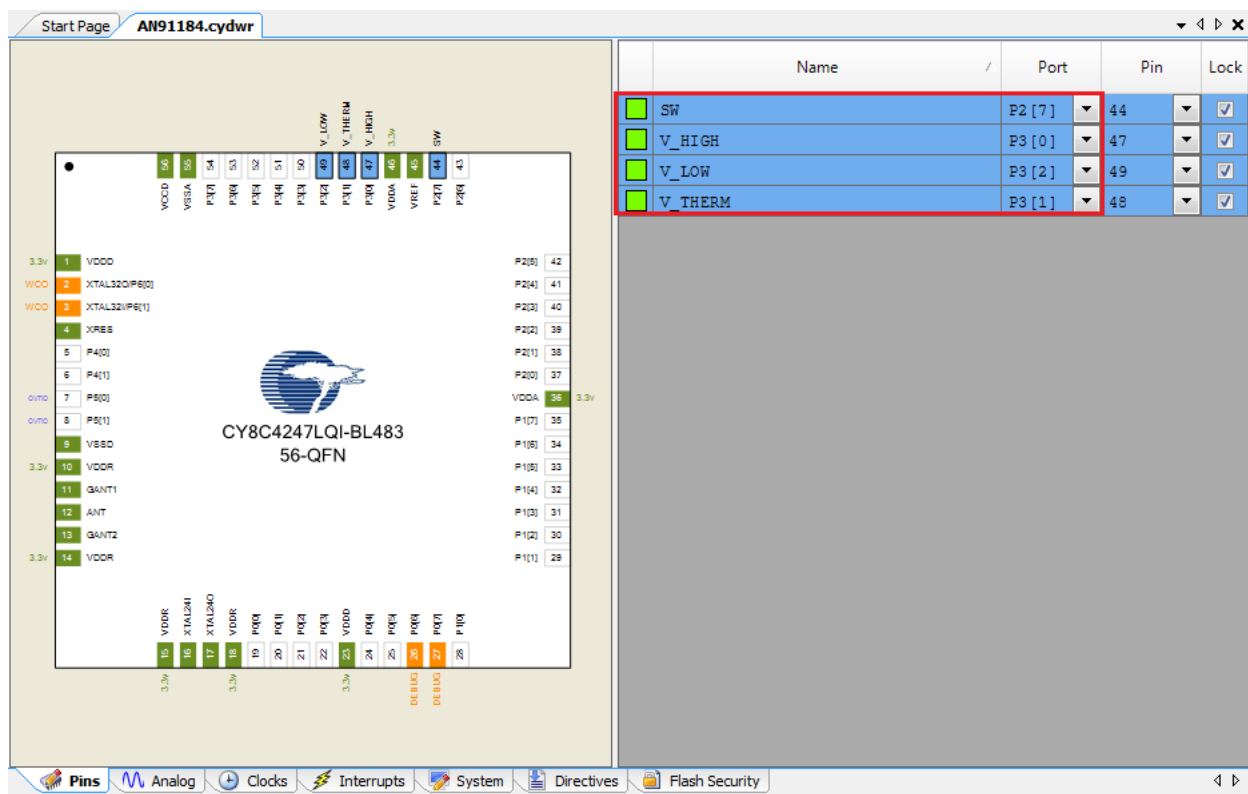 Start Page AN91184.cydwr
Name / Port Pin Lock
SW P2[7] 44
V_HIGH P3[0] 47
V_LOW P3[2] 49
V_THERM P3[1] 48
V_LOW V_THERM V_HIGH 3.3v SW
56 55 54 53 52 51 50 49 48 47 46 45 44 43
VCCD VSSA P3[7] P3[6] P3[5] P3[4] P3[3] P3[2] P3[1] P3[0] VDDA VREF P2[7] P2[6]
3.3v 1 VDDD P2[5] 42
WCO 2 XTAL32O/P6[0] P2[4] 41
WCO 3 XTAL32I/P6[1] P2[3] 40
4 XRES P2[2] 39
5 P4[0] P2[1] 38
6 P4[1] P2[0] 37
ovmo 7 P5[0] VDDA 36 3.3v
ovmo 8 P5[1] P1[7] 35
9 VSSD P1[6] 34
3.3v 10 VDDR P1[5] 33
11 GANT1 P1[4] 32
12 ANT P1[3] 31
13 GANT2 P1[2] 30
3.3v 14 VDDR P1[1] 29
CY8C4247LQI-BL483
56-QFN
VDDR XTAL24I XTAL24O VDDR P0[0] P0[1] P0[2] P0[3] VDDD P0[4] P0[5] P0[6] P0[7] P1[0]
15 16 17 18 19 20 21 22 23 24 25 26 27 28
3.3v 3.3v 3.3v DEBUG DEBUG
Pins Analog Clocks Interrupts System Directives Flash Security